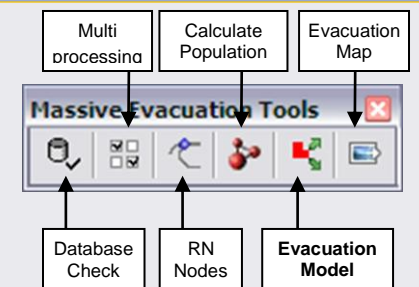 Multi
processing
Calculate
Population
Evacuation
Map
Massive Evacuation Tools
Database
Check
RN
Nodes
Evacuation
Model